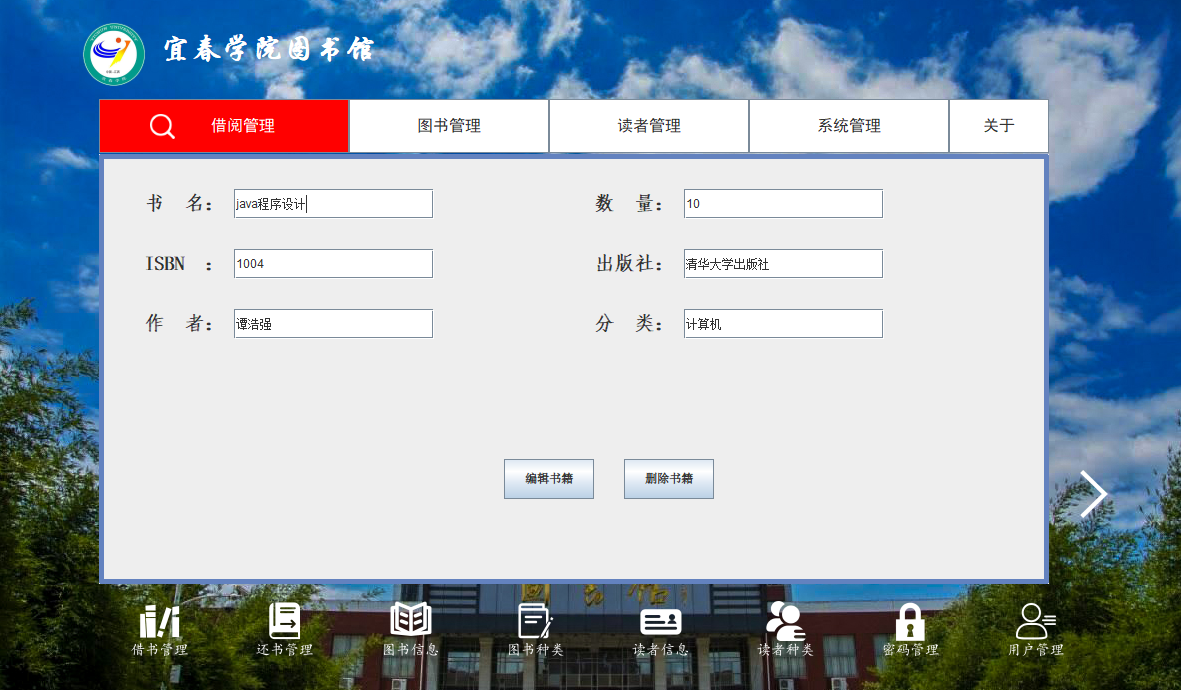 宜春学院图书馆
借阅管理 图书管理 读者管理 系统管理 关于
书 名： java程序设计 数 量： 10
ISBN ： 1004 出版社： 清华大学出版社
作 者： 谭浩强 分 类： 计算机
编辑书籍 删除书籍
图书馆
借书管理 还书管理 图书信息 图书种类 读者信息 读者种类 密码管理 用户管理